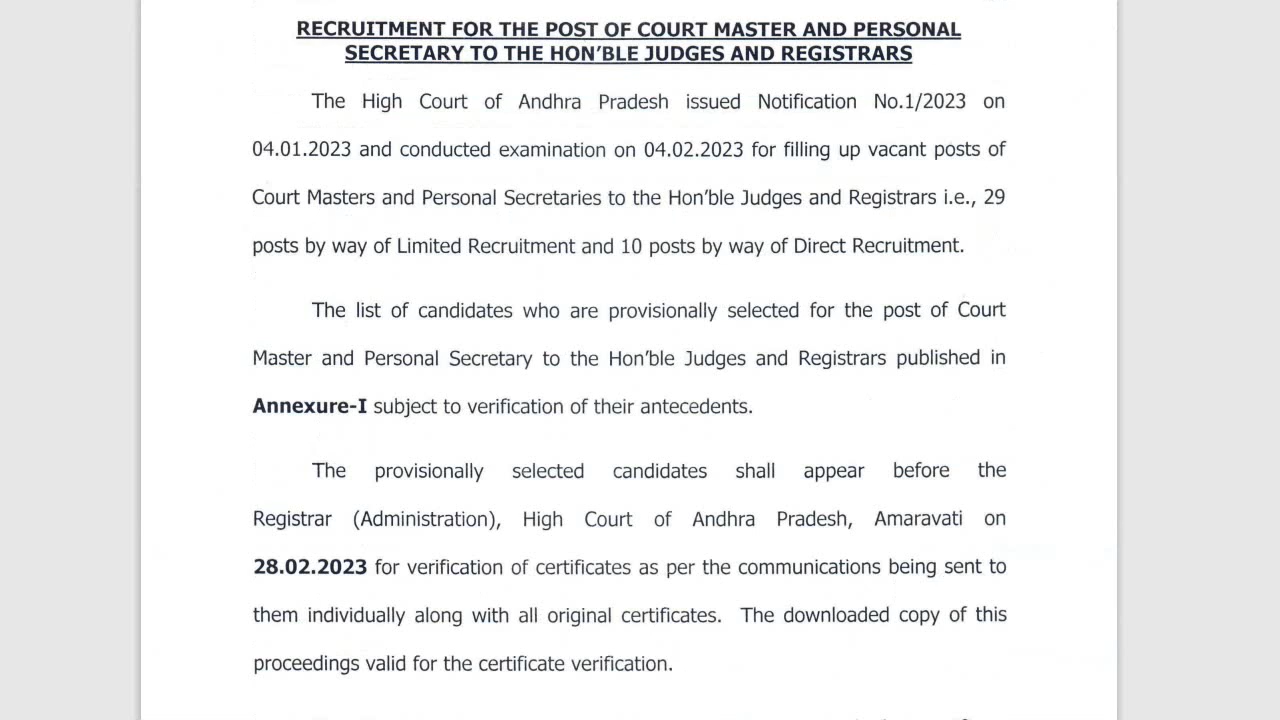 RECRUITMENT FOR THE POST OF COURT MASTER AND PERSONAL
SECRETARY TO THE HON'BLE JUDGES AND REGISTRARS
The High Court of Andhra Pradesh issued Notification No.1/2023 on
04.01.2023 and conducted examination on 04.02.2023 for filling up vacant posts of
Court Masters and Personal Secretaries to the Hon'ble Judges and Registrars i.e., 29
posts by way of Limited Recruitment and 10 posts by way of Direct Recruitment.
The list of candidates who are provisionally selected for the post of Court
Master and Personal Secretary to the Hon'ble Judges and Registrars published in
Annexure-I subject to verification of their antecedents.
The provisionally selected candidates shall appear before the
Registrar (Administration), High Court of Andhra Pradesh, Amaravati on
28.02.2023 for verification of certificates as per the communications being sent to
them individually along with all original certificates. The downloaded copy of this
proceedings valid for the certificate verification.